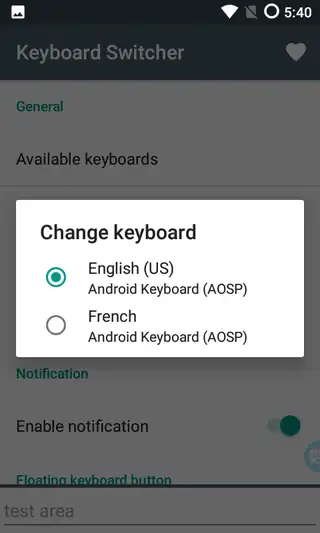 5:40
Keyboard Switcher
General
Available keyboards
Change keyboard
English (US)
Android Keyboard (AOSP)
French
Android Keyboard (AOSP)
Notification
Enable notification
Floating keyboard button
test area